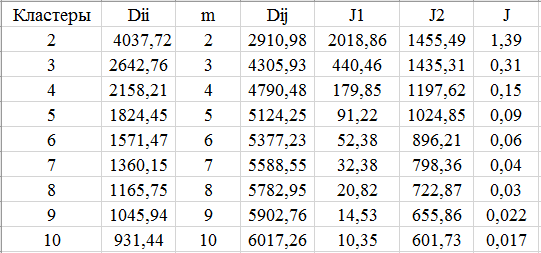 Кластеры Dii m Dij J1 J2 J
2 4037,72 2 2910,98 2018,86 1455,49 1,39
3 2642,76 3 4305,93 440,46 1435,31 0,31
4 2158,21 4 4790,48 179,85 1197,62 0,15
5 1824,45 5 5124,25 91,22 1024,85 0,09
6 1571,47 6 5377,23 52,38 896,21 0,06
7 1360,15 7 5588,55 32,38 798,36 0,04
8 1165,75 8 5782,95 20,82 722,87 0,03
9 1045,94 9 5902,76 14,53 655,86 0,022
10 931,44 10 6017,26 10,35 601,73 0,017